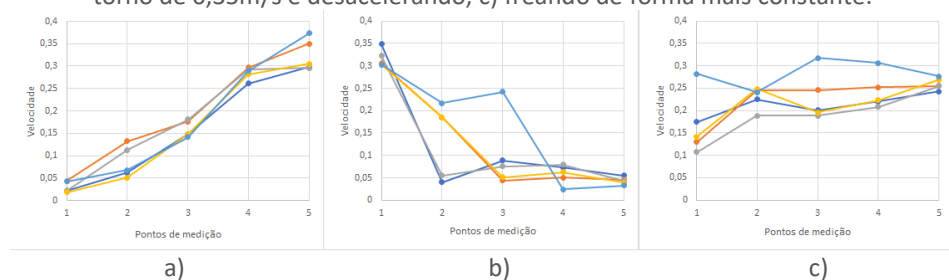 torno de 0,35m/s e desacelerando; c) freando de forma mais constante.
0,4 0,4 0,4
0,35 0,35 0,35
0,3 0,3 0,3
0,25 0,25 0,25
0,2 0,2 0,2
0,15 0,15 0,15
0,1 0,1 0,1
0,05 0,05 0,05
0 0 0
Velocidade Velocidade Velocidade
1 2 3 4 5 1 2 3 4 5 1 2 3 4 5
Pontos de medição Pontos de medição Pontos de medição
a) b) c)